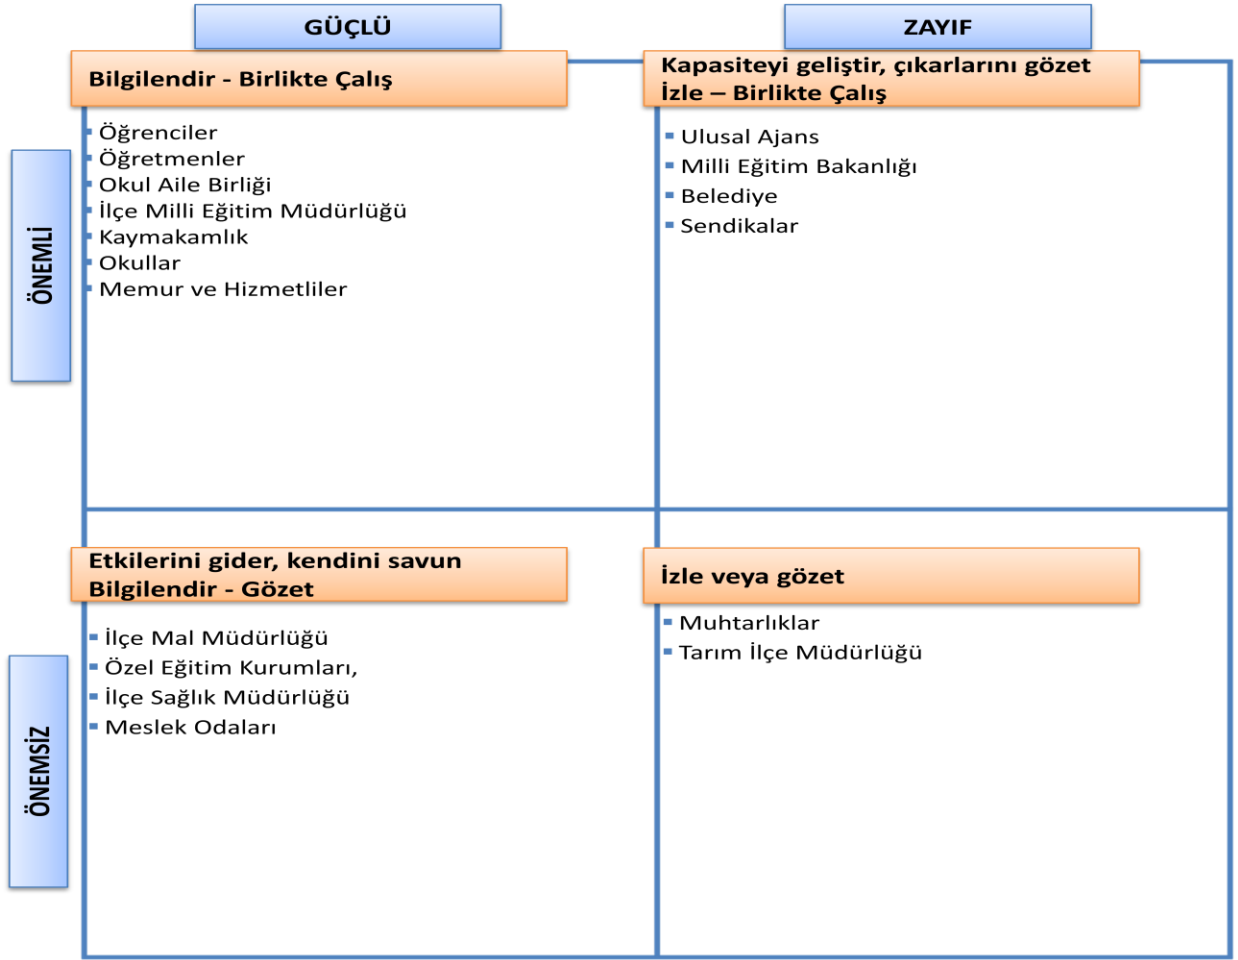 GÜÇLÜ
ZAYIF
Bilgilendir - Birlikte Çalış
Kapasiteyi geliştir, çıkarlarını gözet
İzle – Birlikte Çalış
ÖNEMLİ
Öğrenciler
Öğretmenler
Okul Aile Birliği
İlçe Milli Eğitim Müdürlüğü
Kaymakamlık
Okullar
Memur ve Hizmetliler
Ulusal Ajans
Milli Eğitim Bakanlığı
Belediye
Sendikalar
Etkilerini gider, kendini savun
Bilgilendir - Gözet
İzle veya gözet
ÖNEMSİZ
İlçe Mal Müdürlüğü
Özel Eğitim Kurumları,
İlçe Sağlık Müdürlüğü
Meslek Odaları
Muhtarlıklar
Tarım İlçe Müdürlüğü